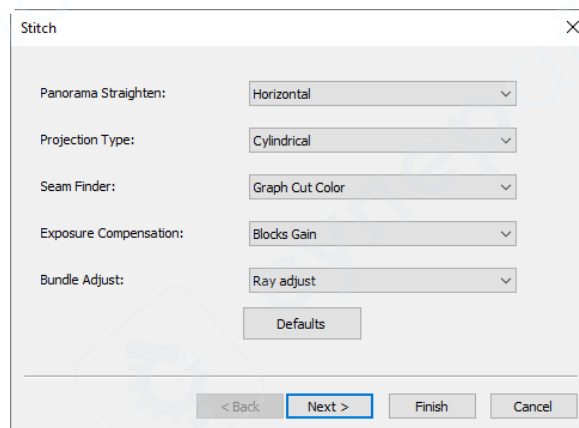 Stitch
Panorama Straighten: Horizontal
Projection Type: Cylindrical
Seam Finder: Graph Cut Color
Exposure Compensation: Blocks Gain
Bundle Adjust: Ray adjust
Defaults
< Back Next > Finish Cancel